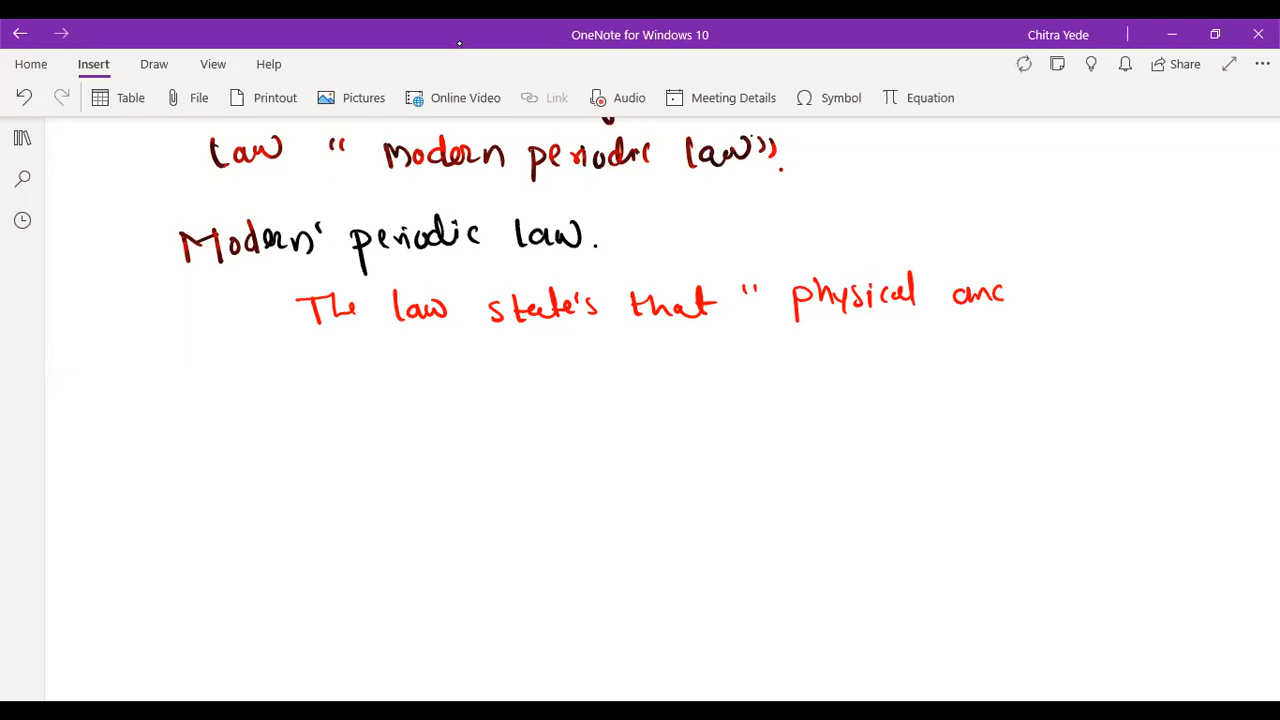 OneNote for Windows 10
Chitra Yede
Home Insert Draw View Help
Share
Table File Printout Pictures Online Video Link Audio Meeting Details Symbol Equation
Law " Modern periodic law".
Modern' periodic law.
The law state's that " physical anc